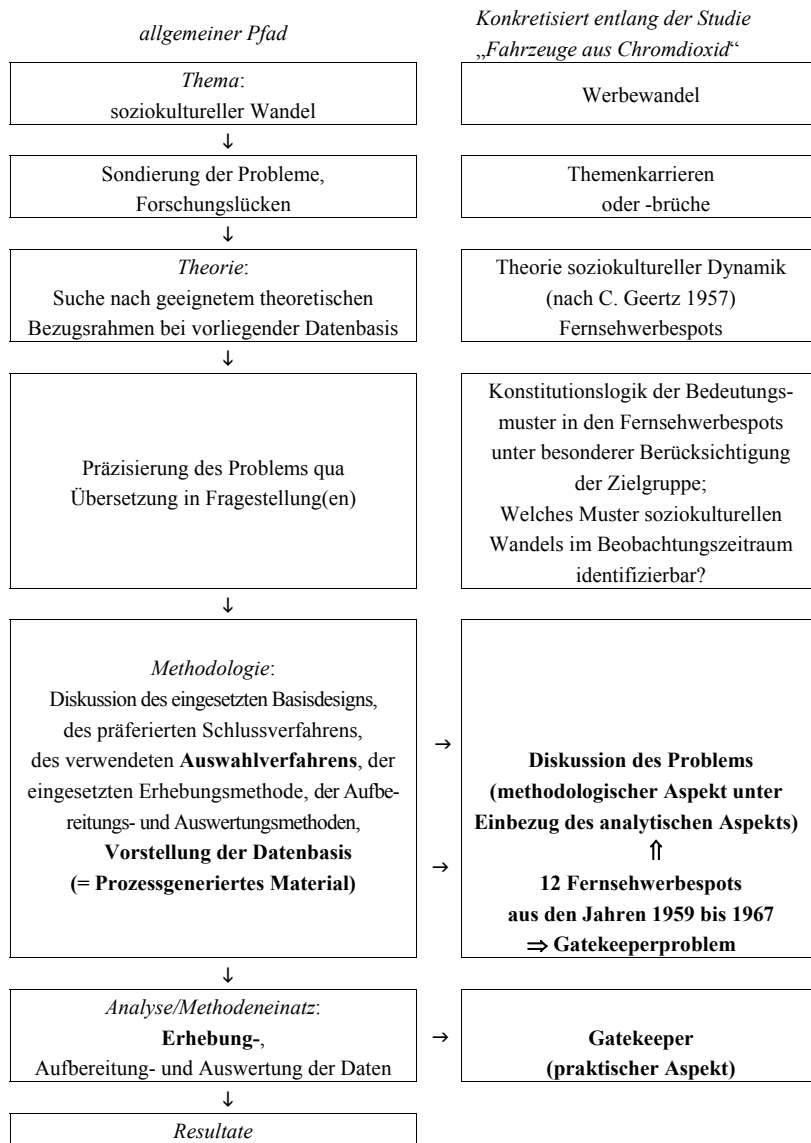 allgemeiner Pfad
Konkretisiert entlang der Studie
„Fahrzeuge aus Chromdioxid“
Thema:
soziokultureller Wandel
Werbewandel
↓
Sondierung der Probleme,
Forschungslücken
Themenkarrieren
oder -brüche
↓
Theorie:
Suche nach geeignetem theoretischen
Bezugsrahmen bei vorliegender Datenbasis
Theorie soziokultureller Dynamik
(nach C. Geertz 1957)
Fernsehwerbespots
↓
Präzisierung des Problems qua
Übersetzung in Fragestellung(en)
Konstitutionslogik der Bedeutungs-
muster in den Fernsehwerbespots
unter besonderer Berücksichtigung
der Zielgruppe;
Welches Muster soziokulturellen
Wandels im Beobachtungszeitraum
identifizierbar?
↓
Methodologie:
Diskussion des eingesetzten Basisdesigns,
des präferierten Schlussverfahrens,
des verwendeten Auswahlverfahrens, der
eingesetzten Erhebungsmethode, der Aufbe-
reitungs- und Auswertungsmethoden,
Vorstellung der Datenbasis
(= Prozessgeneriertes Material)
→
→
Diskussion des Problems
(methodologischer Aspekt unter
Einbezug des analytischen Aspekts)
⇑
12 Fernsehwerbespots
aus den Jahren 1959 bis 1967
⇒ Gatekeeperproblem
↓
Analyse/Methodeneinatz:
Erhebung-,
Aufbereitung- und Auswertung der Daten
→
Gatekeeper
(praktischer Aspekt)
↓
Resultate